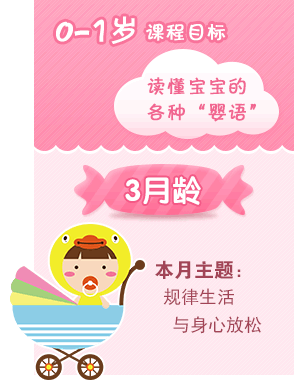 0-1岁 课程目标
读懂宝宝的
各种“婴语”
3月龄
本月主题：
规律生活
与身心放松